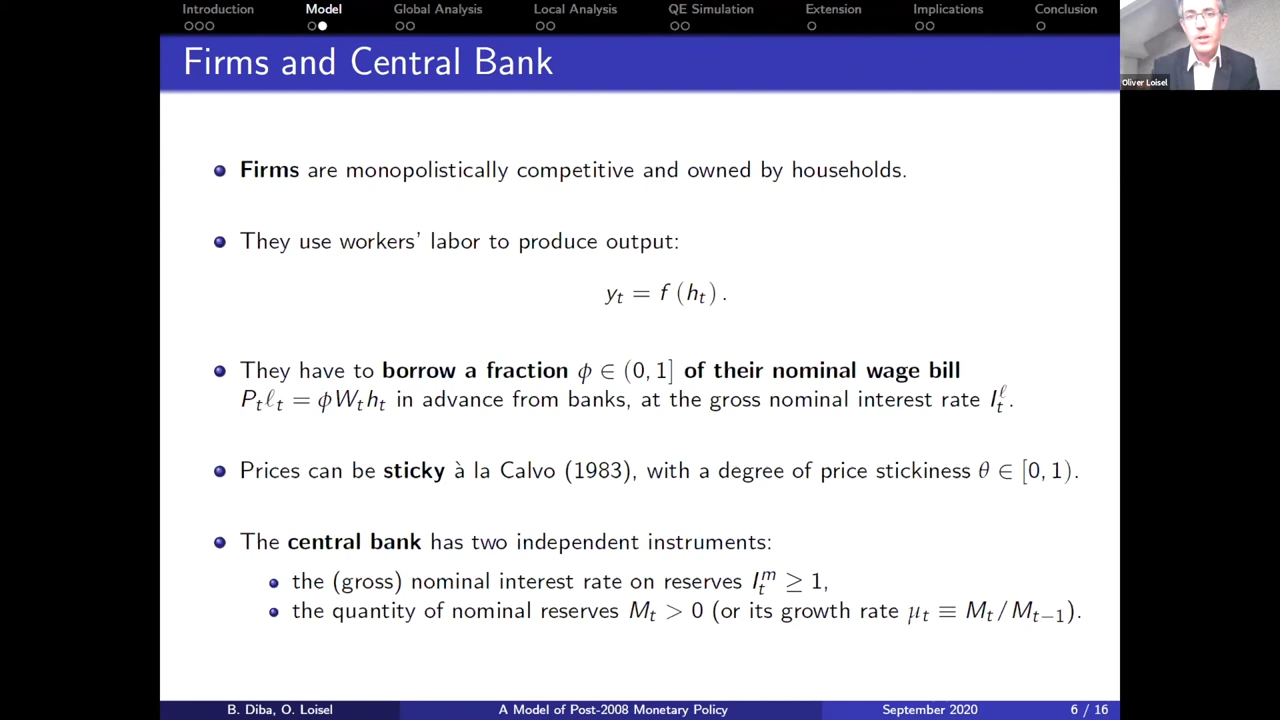 Introduction Model Global Analysis Local Analysis QE Simulation Extension Implications Conclusion
Firms and Central Bank
Oliver Loisel
Firms are monopolistically competitive and owned by households.
They use workers' labor to produce output:
y_t = f (h_t) .
They have to borrow a fraction ϕ ∈ (0, 1] of their nominal wage bill
P_tℓ_t = ϕW_th_t in advance from banks, at the gross nominal interest rate I_t^ℓ.
Prices can be sticky à la Calvo (1983), with a degree of price stickiness θ ∈ [0, 1).
The central bank has two independent instruments:
the (gross) nominal interest rate on reserves I_t^m ≥ 1,
the quantity of nominal reserves M_t > 0 (or its growth rate μ_t ≡ M_t/M_{t−1}).
B. Diba, O. Loisel A Model of Post-2008 Monetary Policy September 2020 6 / 16